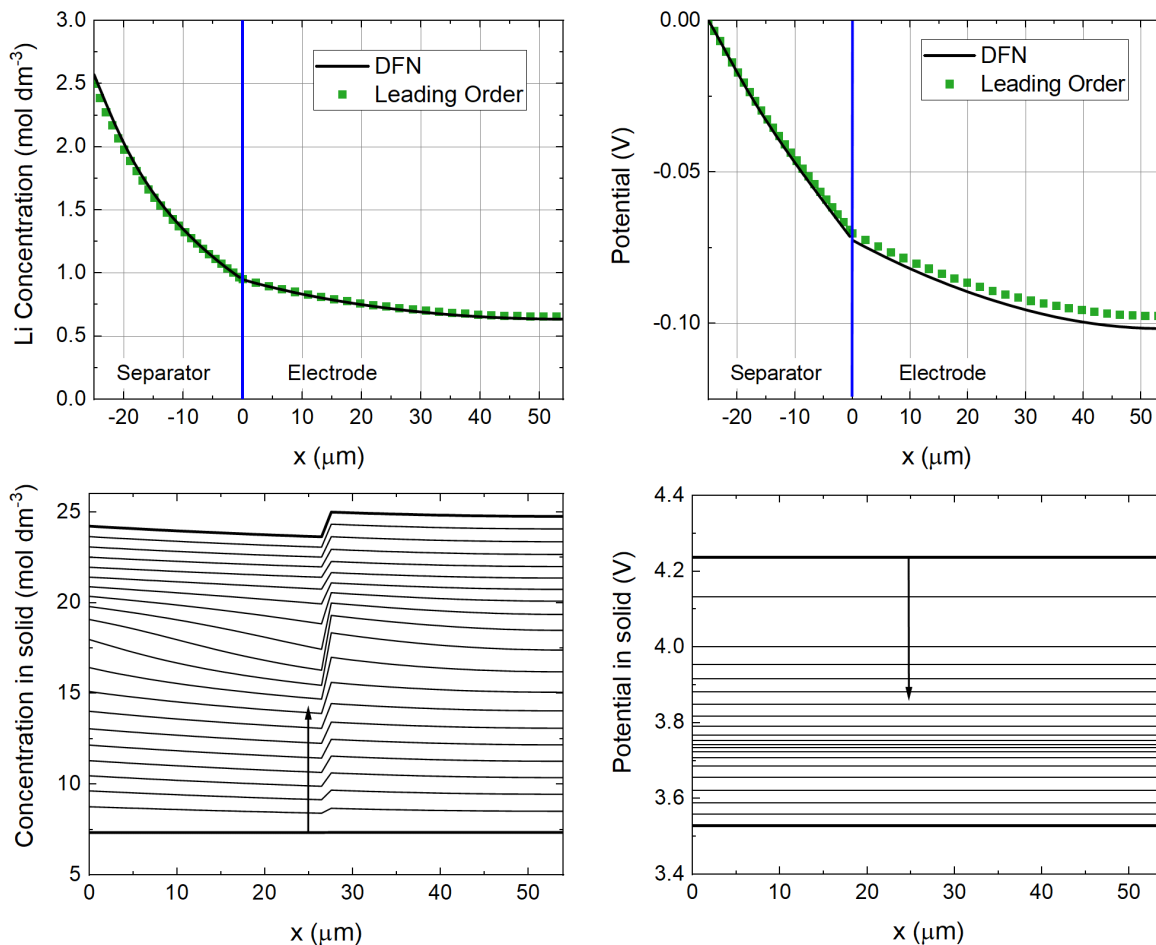 3.0
2.5
2.0
1.5
1.0
0.5
0.0
Li Concentration (mol dm-3)
DFN
Leading Order
Separator
Electrode
-20 -10 0 10 20 30 40 50
x (μm)
0.00
-0.05
-0.10
Potential (V)
DFN
Leading Order
Separator
Electrode
-20 -10 0 10 20 30 40 50
x (μm)
25
20
15
10
5
Concentration in solid (mol dm-3)
0 10 20 30 40 50
x (μm)
4.4
4.2
4.0
3.8
3.6
3.4
Potential in solid (V)
0 10 20 30 40 50
x (μm)